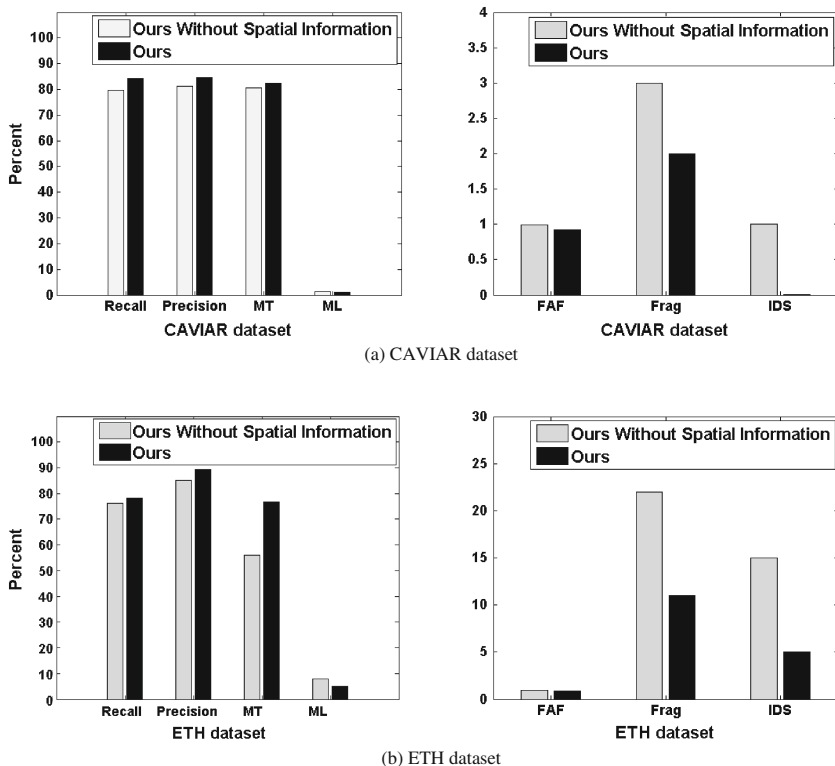 100
90
80
70
60
50
40
30
20
10
0
Percent
Ours Without Spatial Information
Ours
Recall Precision MT ML
CAVIAR dataset
4
3.5
3
2.5
2
1.5
1
0.5
0
Ours Without Spatial Information
Ours
FAF Frag IDS
CAVIAR dataset
(a) CAVIAR dataset
100
90
80
70
60
50
40
30
20
10
0
Percent
Ours Without Spatial Information
Ours
Recall Precision MT ML
ETH dataset
30
25
20
15
10
5
0
Ours Without Spatial Information
Ours
FAF Frag IDS
ETH dataset
(b) ETH dataset